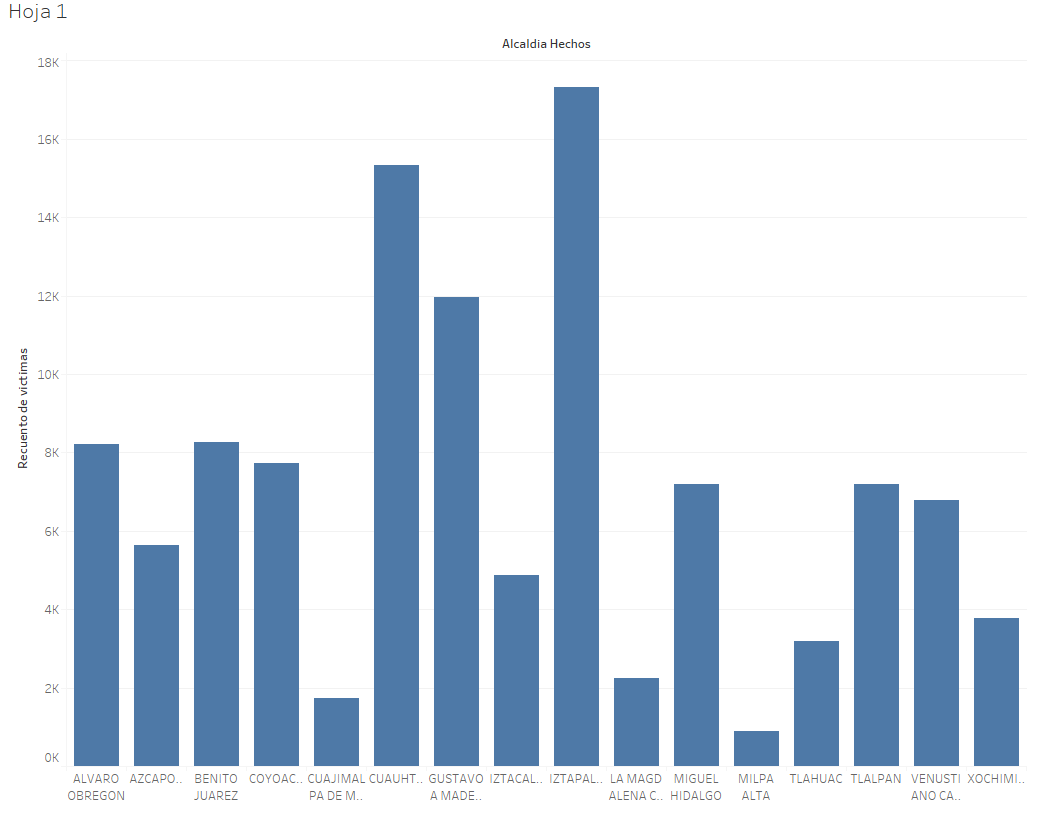 Hoja 1
Alcaldia Hechos
Recuento de victimas
18K
16K
14K
12K
10K
8K
6K
4K
2K
0K
ALVARO OBREGON
AZCAPO..
BENITO JUAREZ
COYOAC..
CUAJIMAL PA DE M..
CUAUHT..
GUSTAVO A MADE..
IZTACAL..
IZTAPAL..
LA MAGD ALENA C..
MIGUEL HIDALGO
MILPA ALTA
TLAHUAC
TLALPAN
VENUSTI ANO CA..
XOCHIMI..